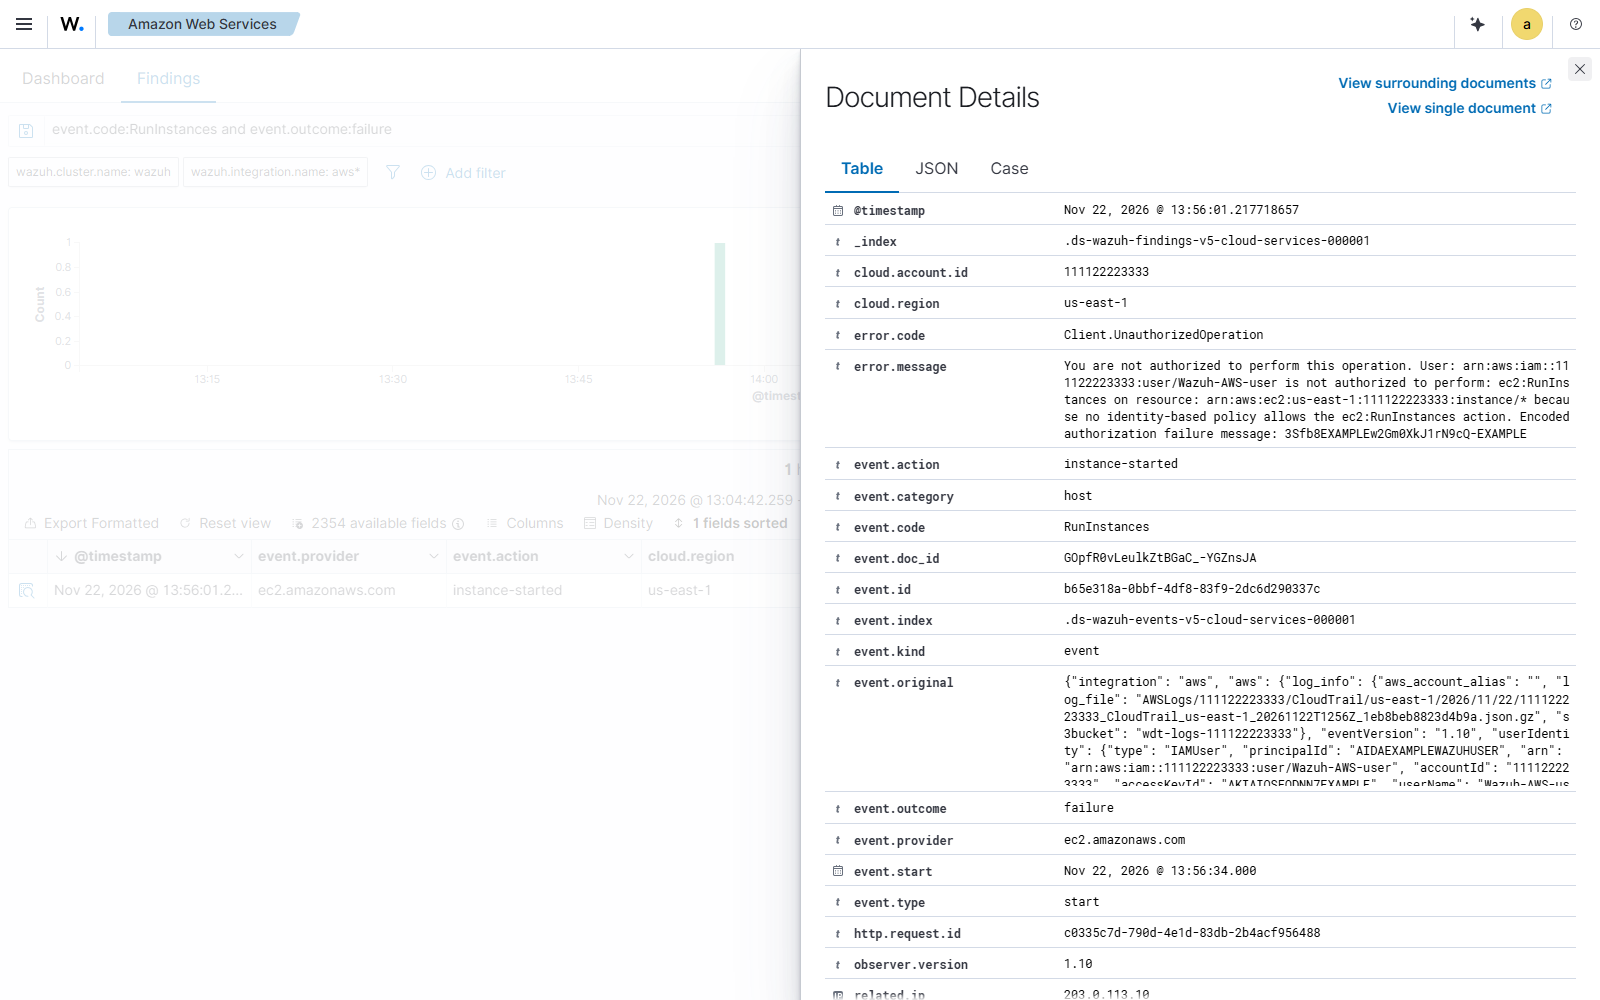 W.
Amazon Web Services
a
Dashboard
Findings
event.code:RunInstances and event.outcome:failure
wazuh.cluster.name: wazuh
wazuh.integration.name: aws*
Add filter
Count
1
0.8
0.6
0.4
0.2
0
13:15
13:30
13:45
14:00
@timest
1 h
Nov 22, 2026 @ 13:04:42.259 -
Export Formatted
Reset view
2354 available fields
Columns
Density
1 fields sorted
@timestamp
event.provider
event.action
cloud.region
Nov 22, 2026 @ 13:56:01.2...
ec2.amazonaws.com
instance-started
us-east-1
Document Details
View surrounding documents
View single document
Table
JSON
Case
@timestamp
Nov 22, 2026 @ 13:56:01.217718657
t _index
.ds-wazuh-findings-v5-cloud-services-000001
t cloud.account.id
111122223333
t cloud.region
us-east-1
t error.code
Client.UnauthorizedOperation
t error.message
You are not authorized to perform this operation. User: arn:aws:iam::11
1122223333:user/Wazuh-AWS-user is not authorized to perform: ec2:RunIns
tances on resource: arn:aws:ec2:us-east-1:111122223333:instance/* becau
se no identity-based policy allows the ec2:RunInstances action. Encoded
authorization failure message: 3Sfb8EXAMPLEw2Gm0XkJ1rN9cQ-EXAMPLE
t event.action
instance-started
t event.category
host
t event.code
RunInstances
t event.doc_id
GOpfR0vLeulkZtBGaC_-YGZnsJA
t event.id
b65e318a-0bbf-4df8-83f9-2dc6d290337c
t event.index
.ds-wazuh-events-v5-cloud-services-000001
t event.kind
event
t event.original
{"integration": "aws", "aws": {"log_info": {"aws_account_alias": "", "l
og_file": "AWSLogs/111122223333/CloudTrail/us-east-1/2026/11/22/1111222
23333_CloudTrail_us-east-1_20261122T1256Z_1eb8beb8823d4b9a.json.gz", "s
3bucket": "wdt-logs-111122223333"}, "eventVersion": "1.10", "userIdenti
ty": {"type": "IAMUser", "principalId": "AIDAEXAMPLEWAZUHUSER", "arn":
"arn:aws:iam::111122223333:user/Wazuh-AWS-user", "accountId": "11112222
3333", "accessKeyId": "AKIAIOSFODNN7EXAMPLE", "userName": "Wazuh-AWS-us
t event.outcome
failure
t event.provider
ec2.amazonaws.com
event.start
Nov 22, 2026 @ 13:56:34.000
t event.type
start
t http.request.id
c0335c7d-790d-4e1d-83db-2b4acf956488
t observer.version
1.10
related.ip
203.0.113.10